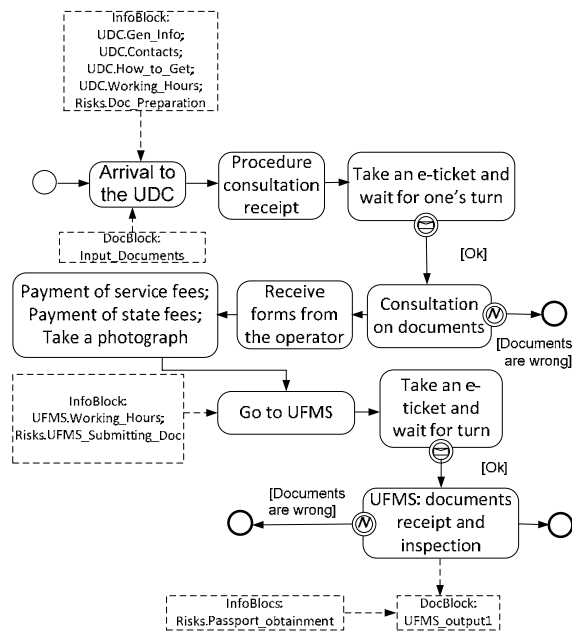 InfoBlock:
UDC.Gen_Info;
UDC.Contacts;
UDC.How_to_Get;
UDC.Working_Hours;
Risks.Doc_Preparation
Arrival to
the UDC
Procedure
consultation
receipt
Take an e-ticket and
wait for one's turn
DocBlock:
Input_Documents
[Ok]
Payment of service fees;
Payment of state fees;
Take a photograph
Receive
forms from
the operator
Consultation
on documents
[Documents
are wrong]
InfoBlock:
UFMS.Working_Hours;
Risks.UFMS_Submitting_Doc
Go to UFMS
Take an e-
ticket and
wait for turn
[Ok]
[Documents
are wrong]
UFMS: documents
receipt and
inspection
InfoBlocs:
Risks.Passport_obtainment
DocBlock:
UFMS_output1